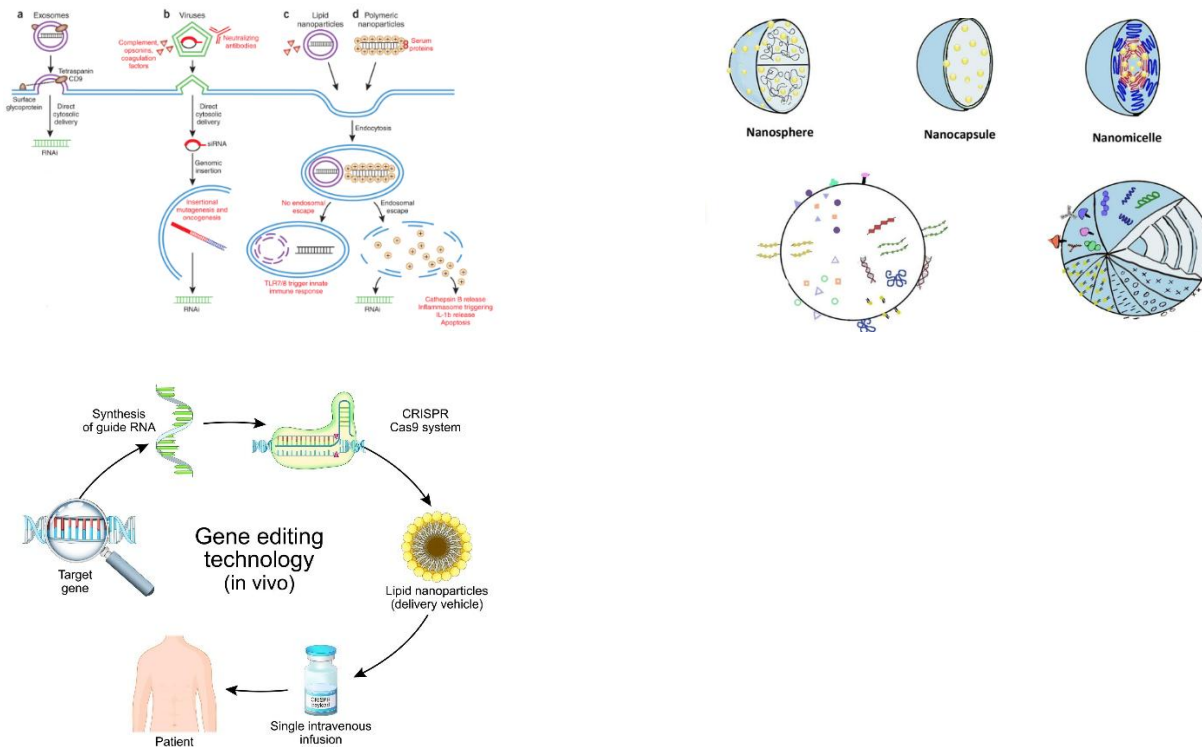 a
Exosomes
b
Viruses
c
Lipid
nanoparticles
d
Polymeric
nanoparticles
Complement,
opsonins,
coagulation
factors
Neutralizing
antibodies
Serum
proteins
Tetraspanin
CD9
Surface
glycoprotein
Direct
cytosolic
delivery
RNAi
Direct
cytosolic
delivery
siRNA
Genomic
insertion
Insertional
mutagenesis and
oncogenesis
RNAi
Endocytosis
No endosomal
escape
Endosomal
escape
TLR7/8 trigger innate
immune response
RNAi
Cathepsin B release
Inflammasome triggering
IL-1b release
Apoptosis
Nanosphere
Nanocapsule
Nanomicelle
Synthesis
of guide RNA
CRISPR
Cas9 system
Target
gene
Gene editing
technology
(in vivo)
Lipid nanoparticles
(delivery vehicle)
CRISPR
payload
Single intravenous
infusion
Patient